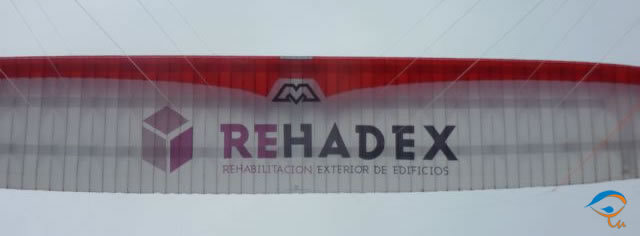 REHADEX
REHABILITACION EXTERIOR DE EDIFICIOS